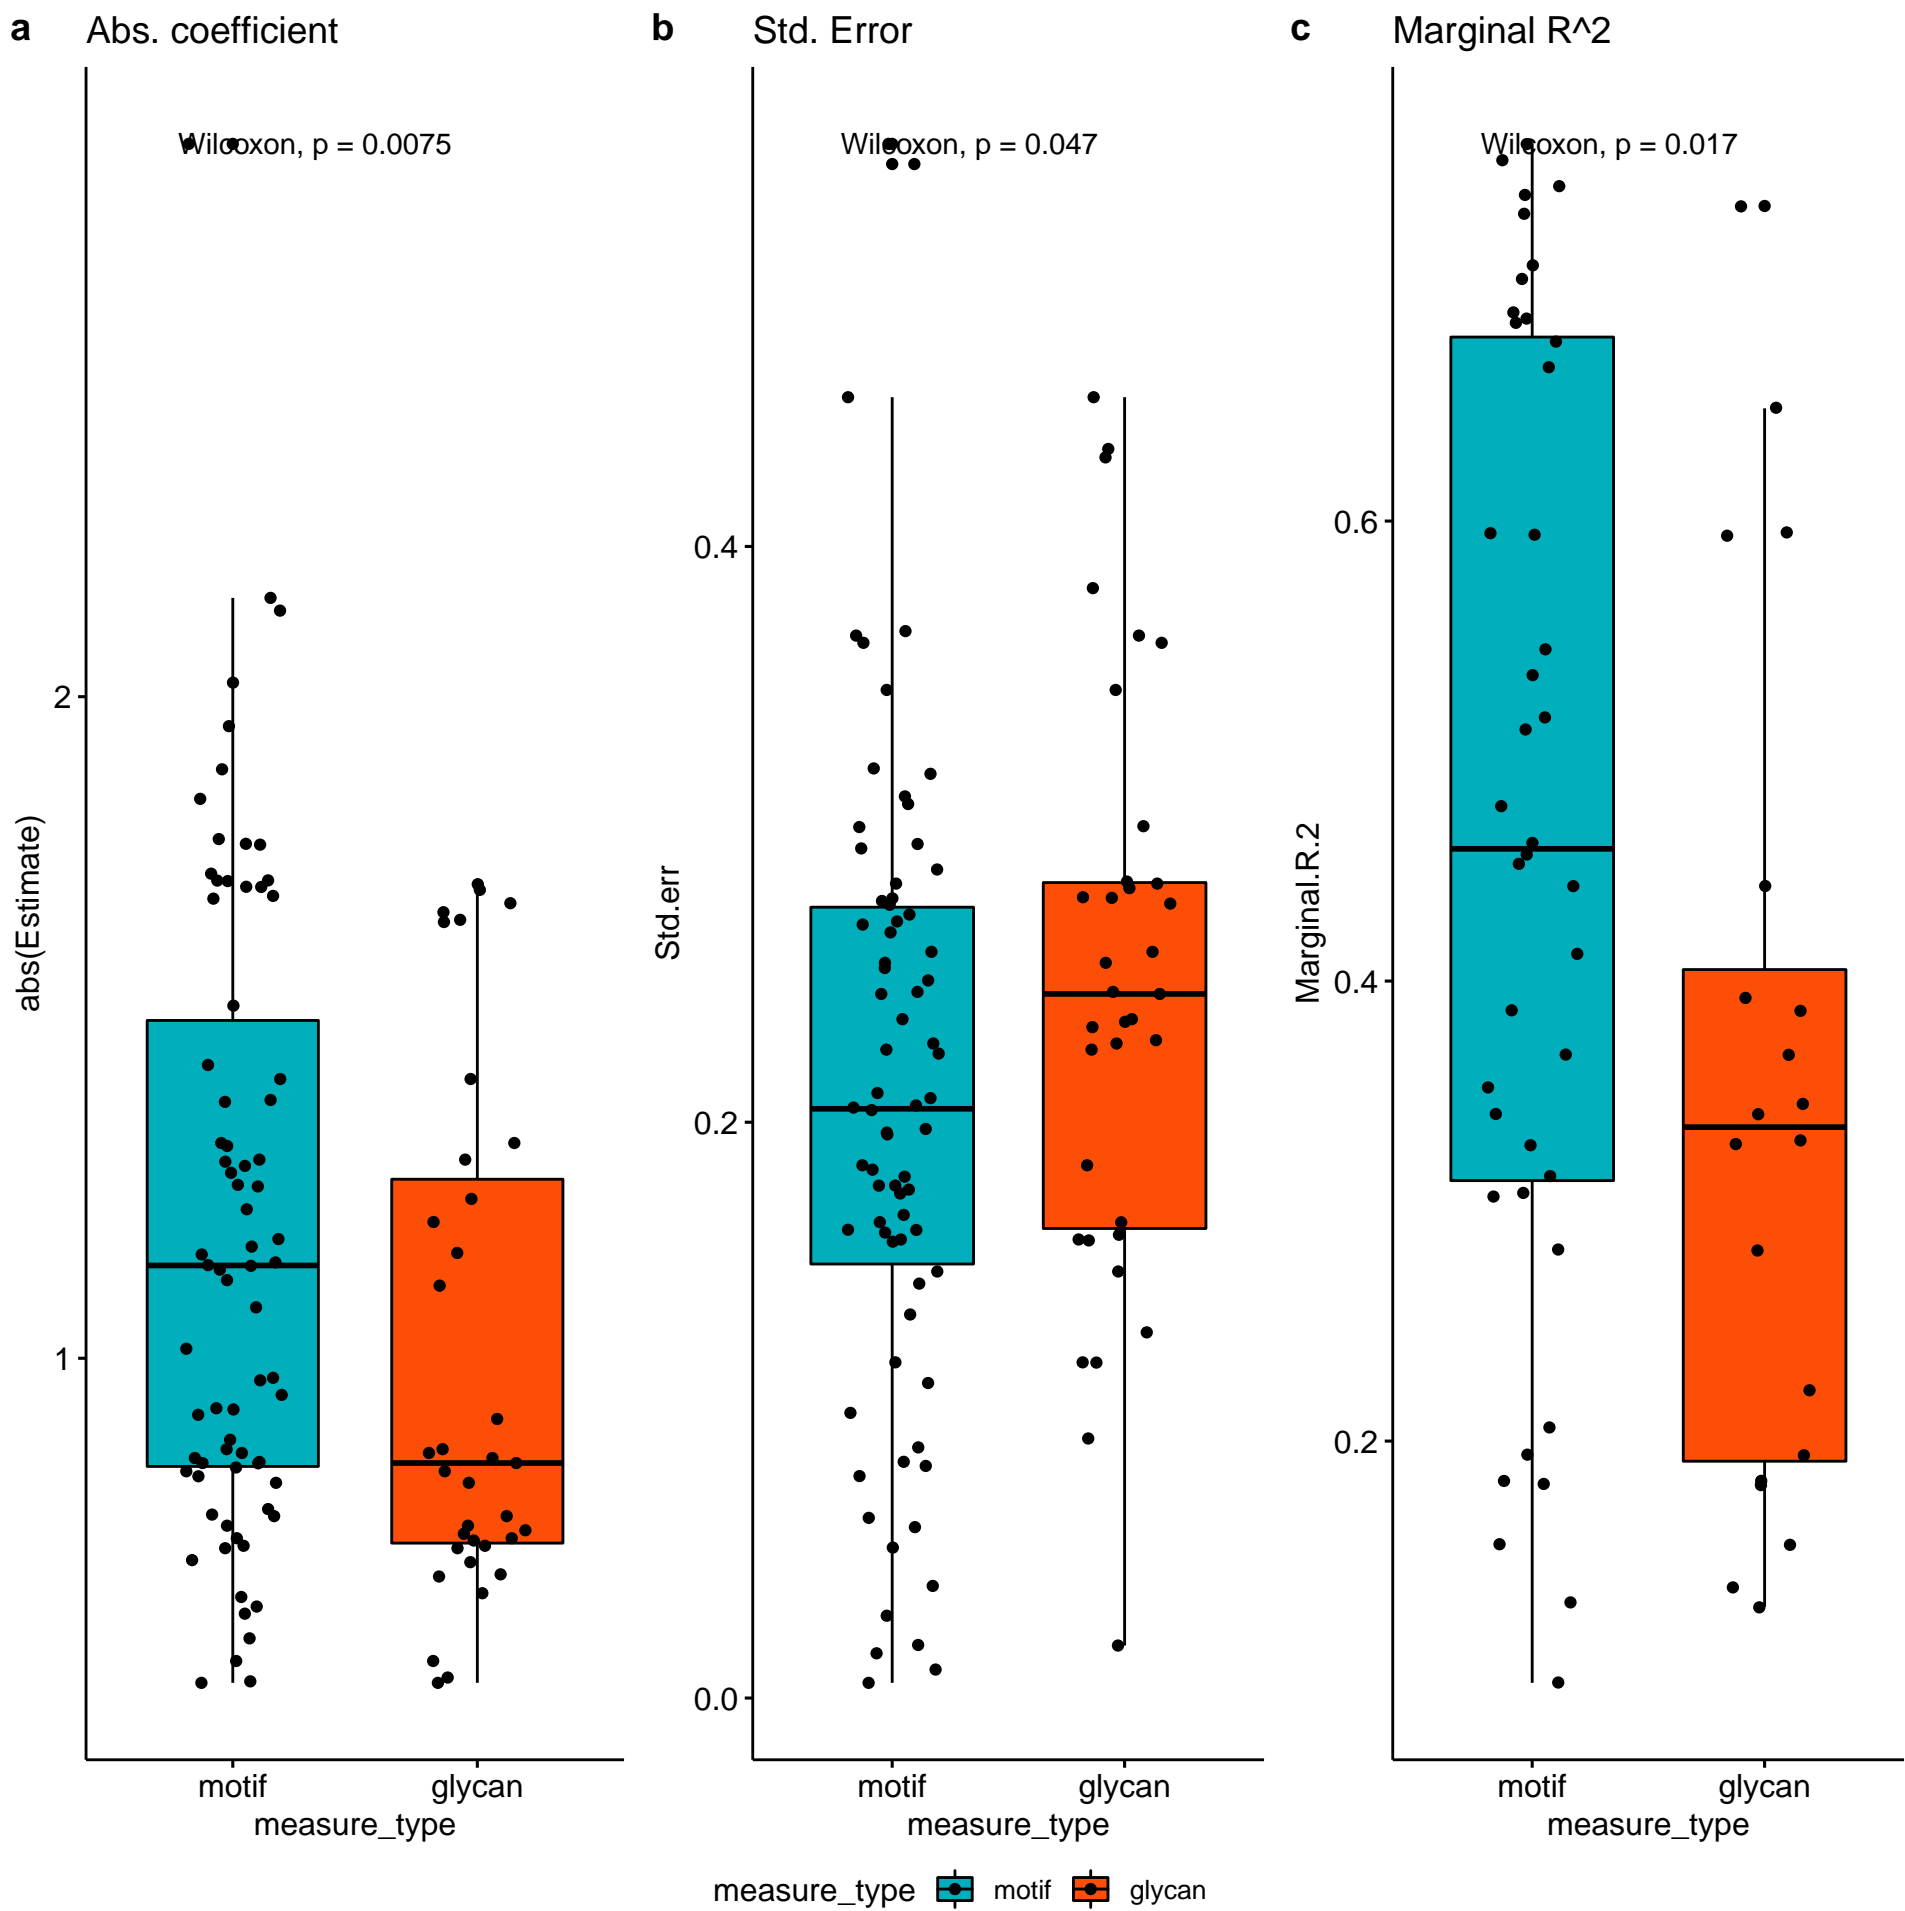 a Abs. coefficient
Wilcoxon, p = 0.0075
abs(Estimate)
2
1
motif glycan
measure_type
b Std. Error
Wilcoxon, p = 0.047
Std.err
0.4
0.2
0.0
motif glycan
measure_type
c Marginal R^2
Wilcoxon, p = 0.017
Marginal.R.2
0.6
0.4
0.2
motif glycan
measure_type
measure_type motif glycan